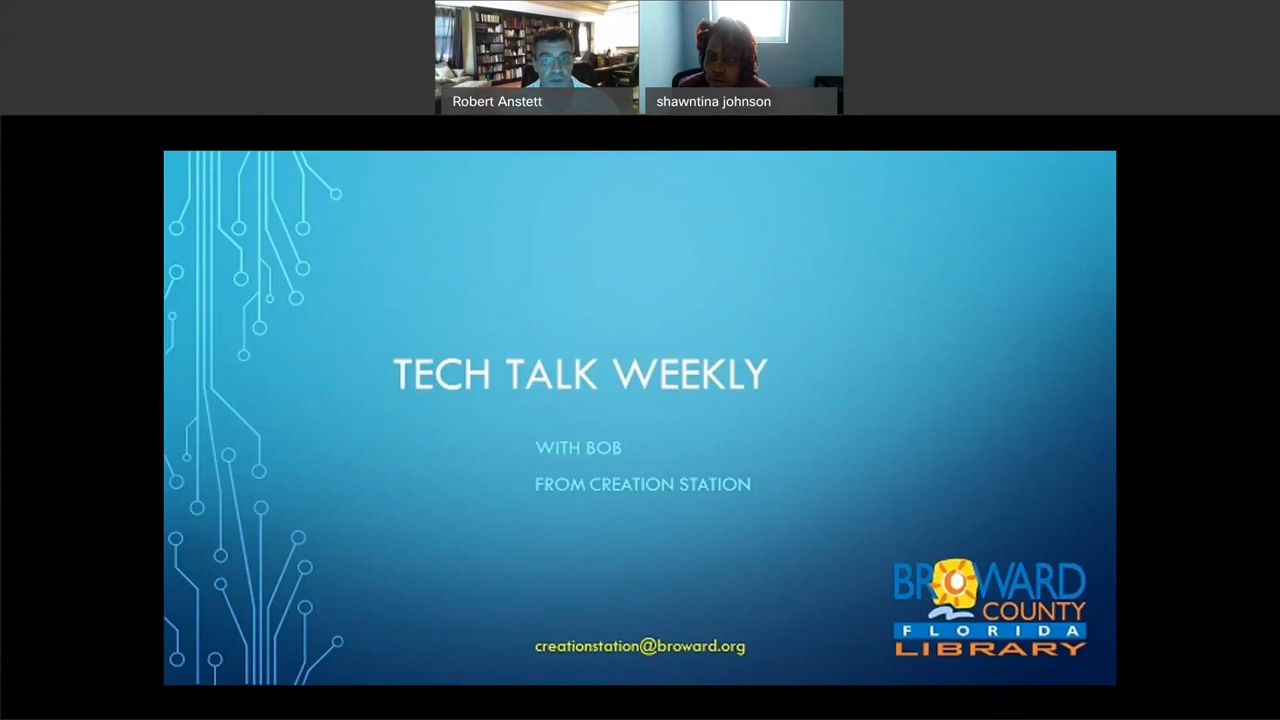 Robert Anstett
shawntina johnson
TECH TALK WEEKLY
WITH BOB
FROM CREATION STATION
BROWARD
COUNTY
FLORIDA
LIBRARY
creationstation@broward.org